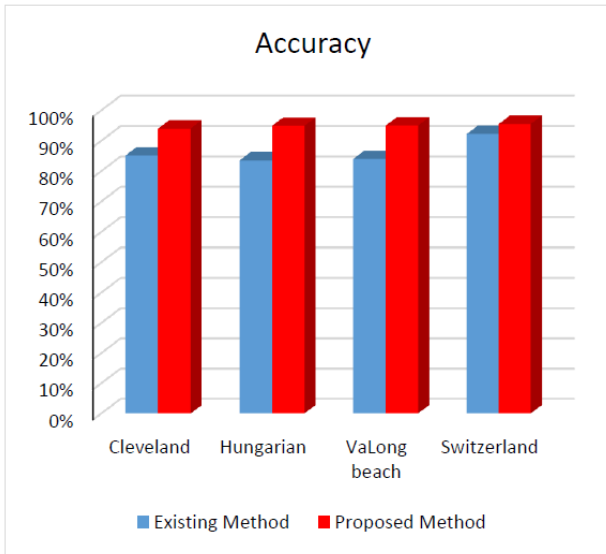 Accuracy
100%
90%
80%
70%
60%
50%
40%
30%
20%
10%
0%
Cleveland Hungarian VaLong Switzerland
beach
Existing Method Proposed Method